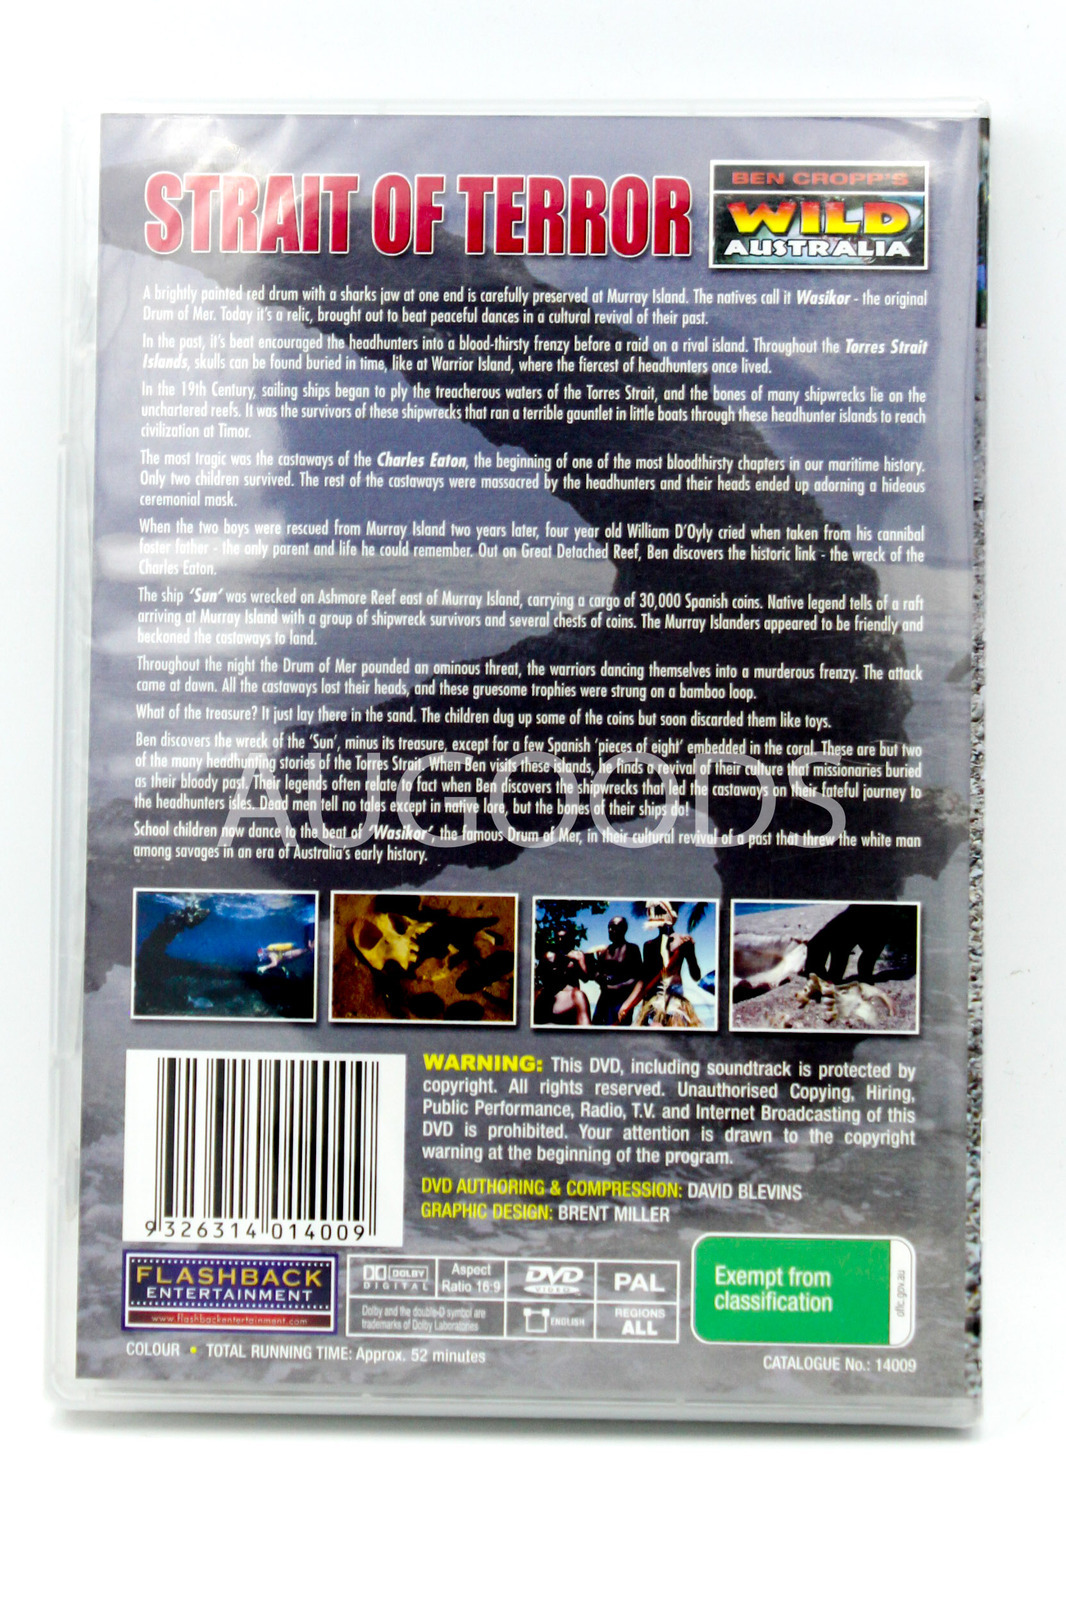 STRAIT OF TERROR
BEN CROPP'S
WILD
AUSTRALIA
A brightly painted red drum with a sharks jaw at one end is carefully preserved at Murray Island. The natives call it Wasikor - the original
Drum of Mer. Today it's a relic, brought out to beat peaceful dances in a cultural revival of their past.
In the past, it's beat encouraged the headhunters into a blood-thirsty frenzy before a raid on a rival island. Throughout the Torres Strait
Islands, skulls can be found buried in time, like at Warrior Island, where the fiercest of headhunters once lived.
In the 19th Century, sailing ships began to ply the treacherous waters of the Torres Strait, and the bones of many shipwrecks lie on the
unchartered reefs. It was the survivors of these shipwrecks that ran a terrible gauntlet in little boats through these headhunter islands to reach
civilization at Timor.
The most tragic was the castaways of the Charles Eaton, the beginning of one of the most bloodthirsty chapters in our maritime history.
Only two children survived. The rest of the castaways were massacred by the headhunters and their heads ended up adorning a hideous
ceremonial mask.
When the two boys were rescued from Murray Island two years later, four year old William D'Oyly cried when taken from his cannibal
foster father - the only parent and life he could remember. Out on Great Detached Reef, Ben discovers the historic link - the wreck of the
Charles Eaton.
The ship 'Sun' was wrecked on Ashmore Reef east of Murray Island, carrying a cargo of 30,000 Spanish coins. Native legend tells of a raft
arriving at Murray Island with a group of shipwreck survivors and several chests of coins. The Murray Islanders appeared to be friendly and
beckoned the castaways to land.
Throughout the night the Drum of Mer pounded an ominous threat, the warriors dancing themselves into a murderous frenzy. The attack
came at dawn. All the castaways lost their heads, and these gruesome trophies were strung on a bamboo loop.
What of the treasure? It just lay there in the sand. The children dug up some of the coins but soon discarded them like toys.
Ben discovers the wreck of the 'Sun', minus its treasure, except for a few Spanish 'pieces of eight' embedded in the coral. These are but two
of the many headhunting stories of the Torres Strait. When Ben visits these islands, he finds a revival of their culture that missionaries buried
as their bloody past. Their legends often relate to fact when Ben discovers the shipwrecks that led the castaways on their fateful journey to
the headhunters isles. Dead men tell no tales except in native lore, but the bones of their ships do!
School children now dance to the beat of 'Wasikor', the famous Drum of Mer, in their cultural revival of a past that threw the white man
among savages in an era of Australia's early history.
AUGOODS
WARNING: This DVD, including soundtrack is protected by
copyright. All rights reserved. Unauthorised Copying, Hiring,
Public Performance, Radio, T.V. and Internet Broadcasting of this
DVD is prohibited. Your attention is drawn to the copyright
warning at the beginning of the program.
DVD AUTHORING & COMPRESSION: DAVID BLEVINS
GRAPHIC DESIGN: BRENT MILLER
9 326314 014009
FLASHBACK
ENTERTAINMENT
www.flashbackentertainment.com
DOLBY
DIGITAL
Aspect
Ratio 16:9
DVD
VIDEO
PAL
Dolby and the double-D symbol are
trademarks of Dolby Laboratories
ENGLISH
REGIONS
ALL
Exempt from
classification
oflc.gov.au
COLOUR • TOTAL RUNNING TIME: Approx. 52 minutes
CATALOGUE No.: 14009